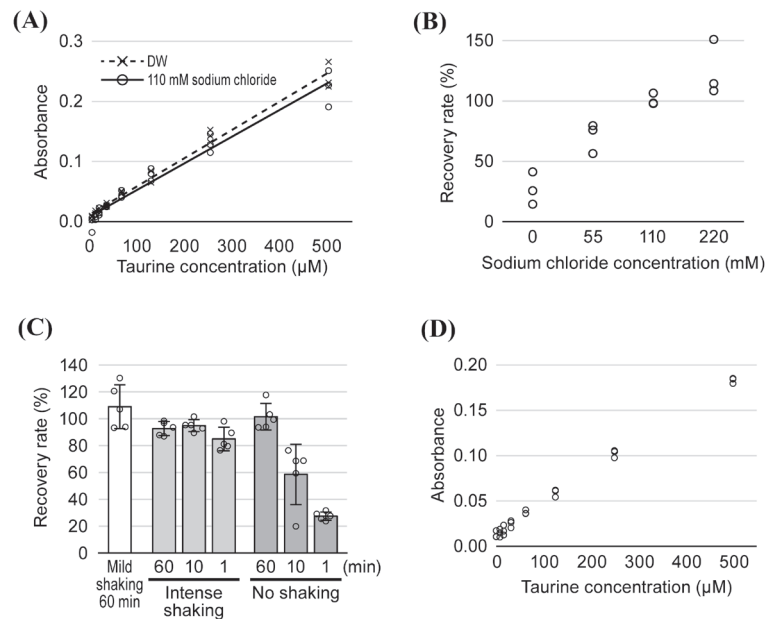 (A)
0.3
0.2
0.1
0.0
Absorbance
DW
110 mM sodium chloride
0 100 200 300 400 500
Taurine concentration (µM)
(B)
150
100
50
0
Recovery rate (%)
0 55 110 220
Sodium chloride concentration (mM)
(C)
140
120
100
80
60
40
20
0
Recovery rate (%)
Mild
shaking
60 min
60 10 1 60 10 1 (min)
Intense
shaking
No shaking
(D)
0.20
0.15
0.10
0.05
0.00
Absorbance
0 100 200 300 400 500
Taurine concentration (µM)